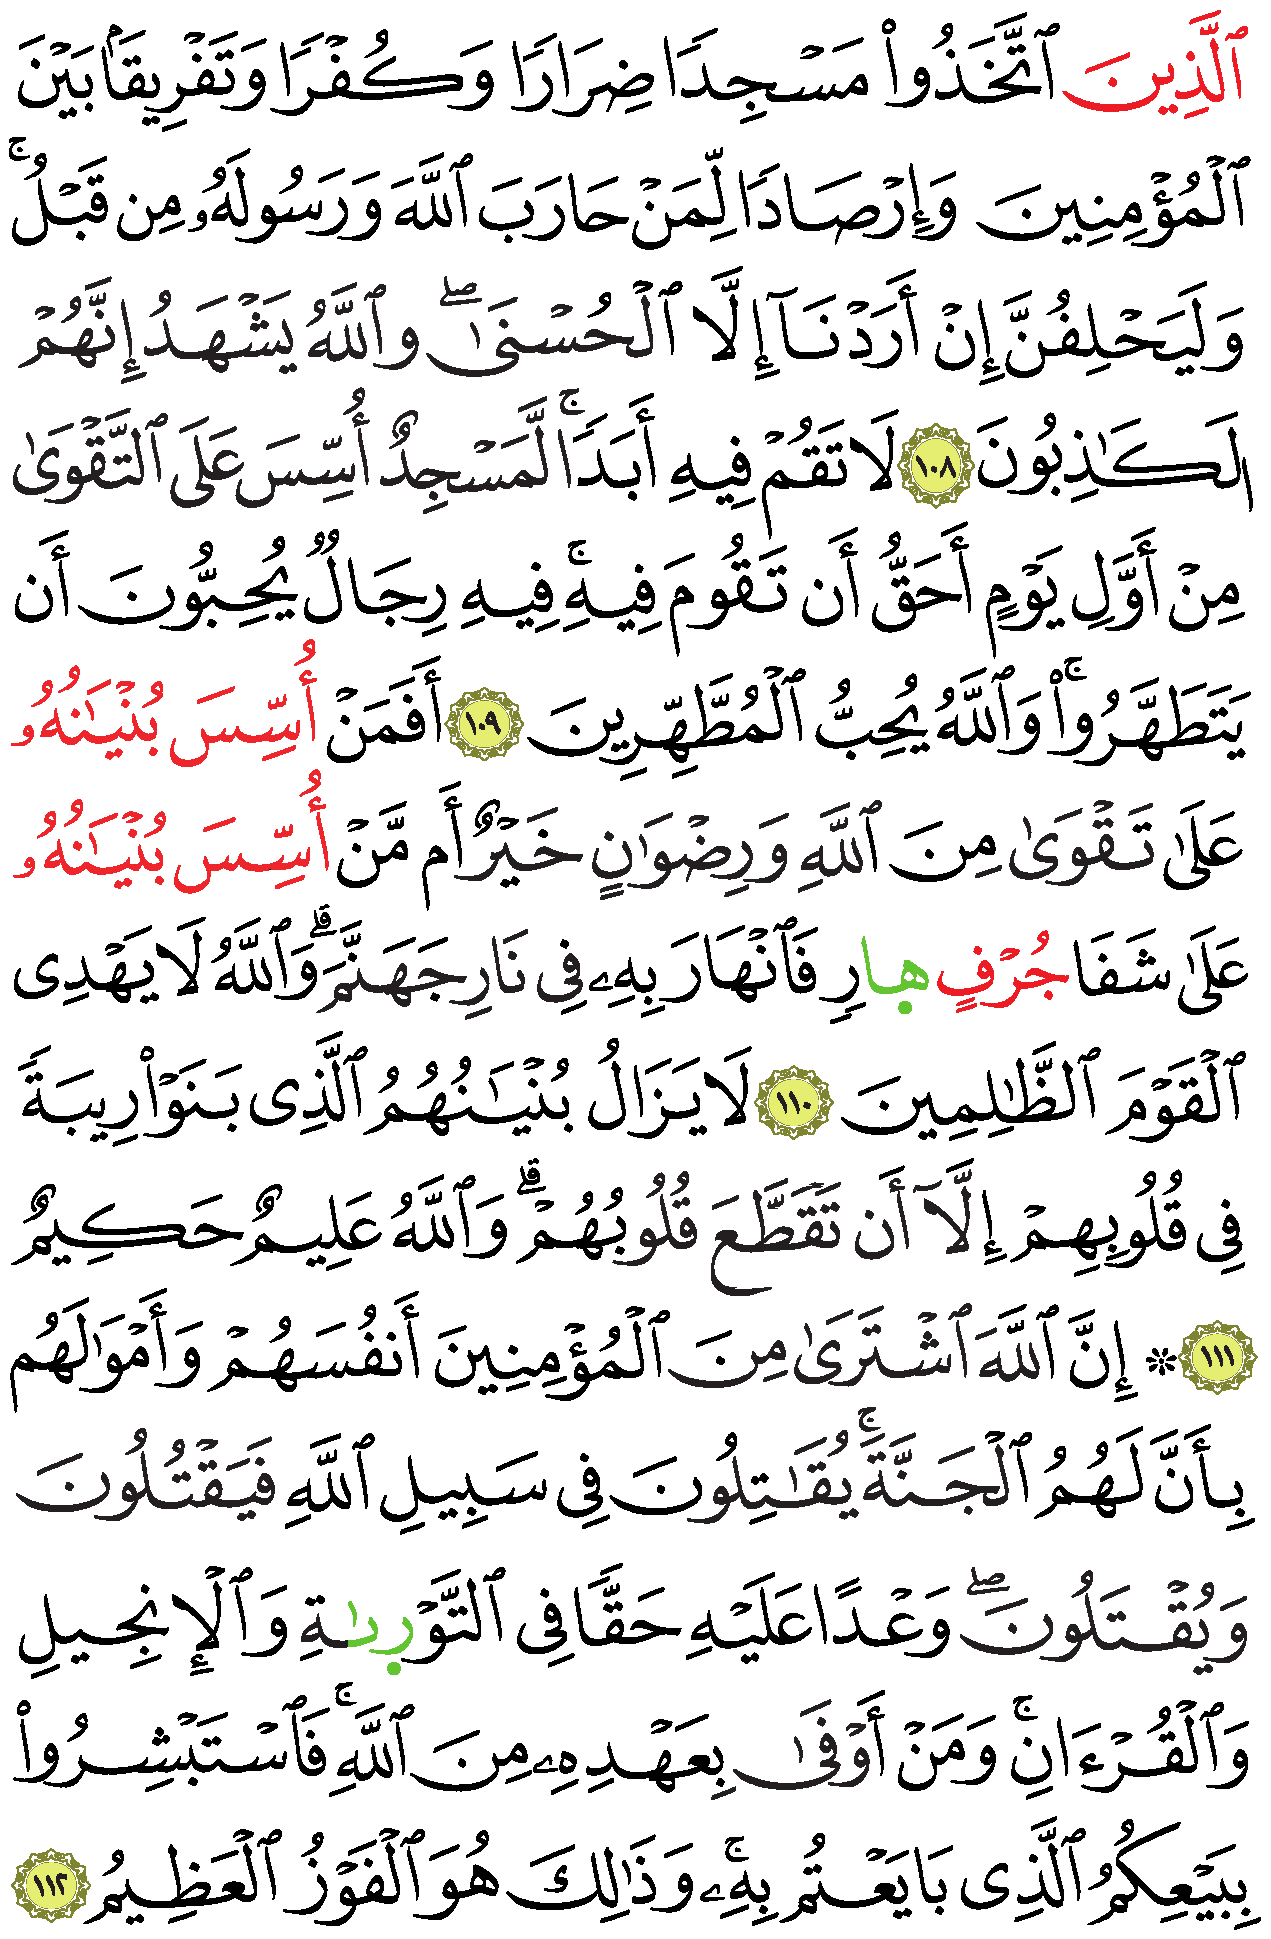 ٱلَّذِينَ ٱتَّخَذُوا۟ مَسْجِدًا ضِرَارًا وَكُفْرًا وَتَفْرِيقَۢا بَيْنَ
ٱلْمُؤْمِنِينَ وَإِرْصَادًا لِّمَنْ حَارَبَ ٱللَّهَ وَرَسُولَهُۥ مِن قَبْلُ ۚ
وَلَيَحْلِفُنَّ إِنْ أَرَدْنَآ إِلَّا ٱلْحُسْنَىٰ ۖ وٱللَّهُ يَشْهَدُ إِنَّهُمْ
لَكَـٰذِبُونَ ١٠٨ لَا تَقُمْ فِيهِ أَبَدًا ۚ لَّمَسْجِدٌ أُسِّسَ عَلَى ٱلتَّقْوَىٰ
مِنْ أَوَّلِ يَوْمٍ أَحَقُّ أَن تَقُومَ فِيهِ ۚ فِيهِ رِجَالٌ يُحِبُّونَ أَن
يَتَطَهَّرُوا۟ ۚ وَٱللَّهُ يُحِبُّ ٱلْمُطَّهِّرِينَ ١٠٩ أَفَمَنْ أُسِّسَ بُنْيَـٰنُهُۥ
عَلَىٰ تَقْوَىٰ مِنَ ٱللَّهِ وَرِضْوَٰنٍ خَيْرٌ أَم مَّنْ أُسِّسَ بُنْيَـٰنُهُۥ
عَلَىٰ شَفَا جُرْفٍ هِارِ فَٱنْهَارَ بِهِۦ فِى نَارِ جَهَنَّمَ ۗ وَٱللَّهُ لَا يَهْدِى
ٱلْقَوْمَ ٱلظَّـٰلِمِينَ ١١٠ لَا يَزَالُ بُنْيَـٰنُهُمُ ٱلَّذِى بَنَوْا۟ رِيبَةً
فِى قُلُوبِهِمْ إِلَّآ أَن تَقَطَّعَ قُلُوبُهُمْ ۗ وَٱللَّهُ عَلِيمٌ حَكِيمٌ
١١١ ۞ إِنَّ ٱللَّهَ ٱشْتَرَىٰ مِنَ ٱلْمُؤْمِنِينَ أَنفُسَهُمْ وَأَمْوَٰلَهُم
بِأَنَّ لَهُمُ ٱلْجَنَّةَ ۚ يُقَـٰتِلُونَ فِى سَبِيلِ ٱللَّهِ فَيَقْتُلُونَ
وَيُقْتَلُونَ ۖ وَعْدًا عَلَيْهِ حَقًّا فِى ٱلتَّوْرِىٰةِ وَٱلْإِنجِيلِ
وَٱلْقُرْءَانِ ۚ وَمَنْ أَوْفَىٰ بِعَهْدِهِۦ مِنَ ٱللَّهِ ۚ فَٱسْتَبْشِرُوا۟
بِبَيْعِكُمُ ٱلَّذِى بَايَعْتُم بِهِۦ ۚ وَذَٰلِكَ هُوَ ٱلْفَوْزُ ٱلْعَظِيمُ ١١٢